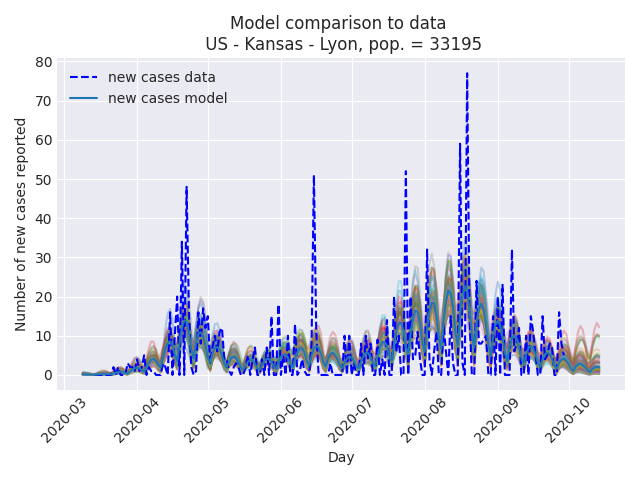 Model comparison to data
US - Kansas - Lyon, pop. = 33195
new cases data
new cases model
Number of new cases reported
80
70
60
50
40
30
20
10
0
2020-03
2020-04
2020-05
2020-06
2020-07
2020-08
2020-09
2020-10
Day